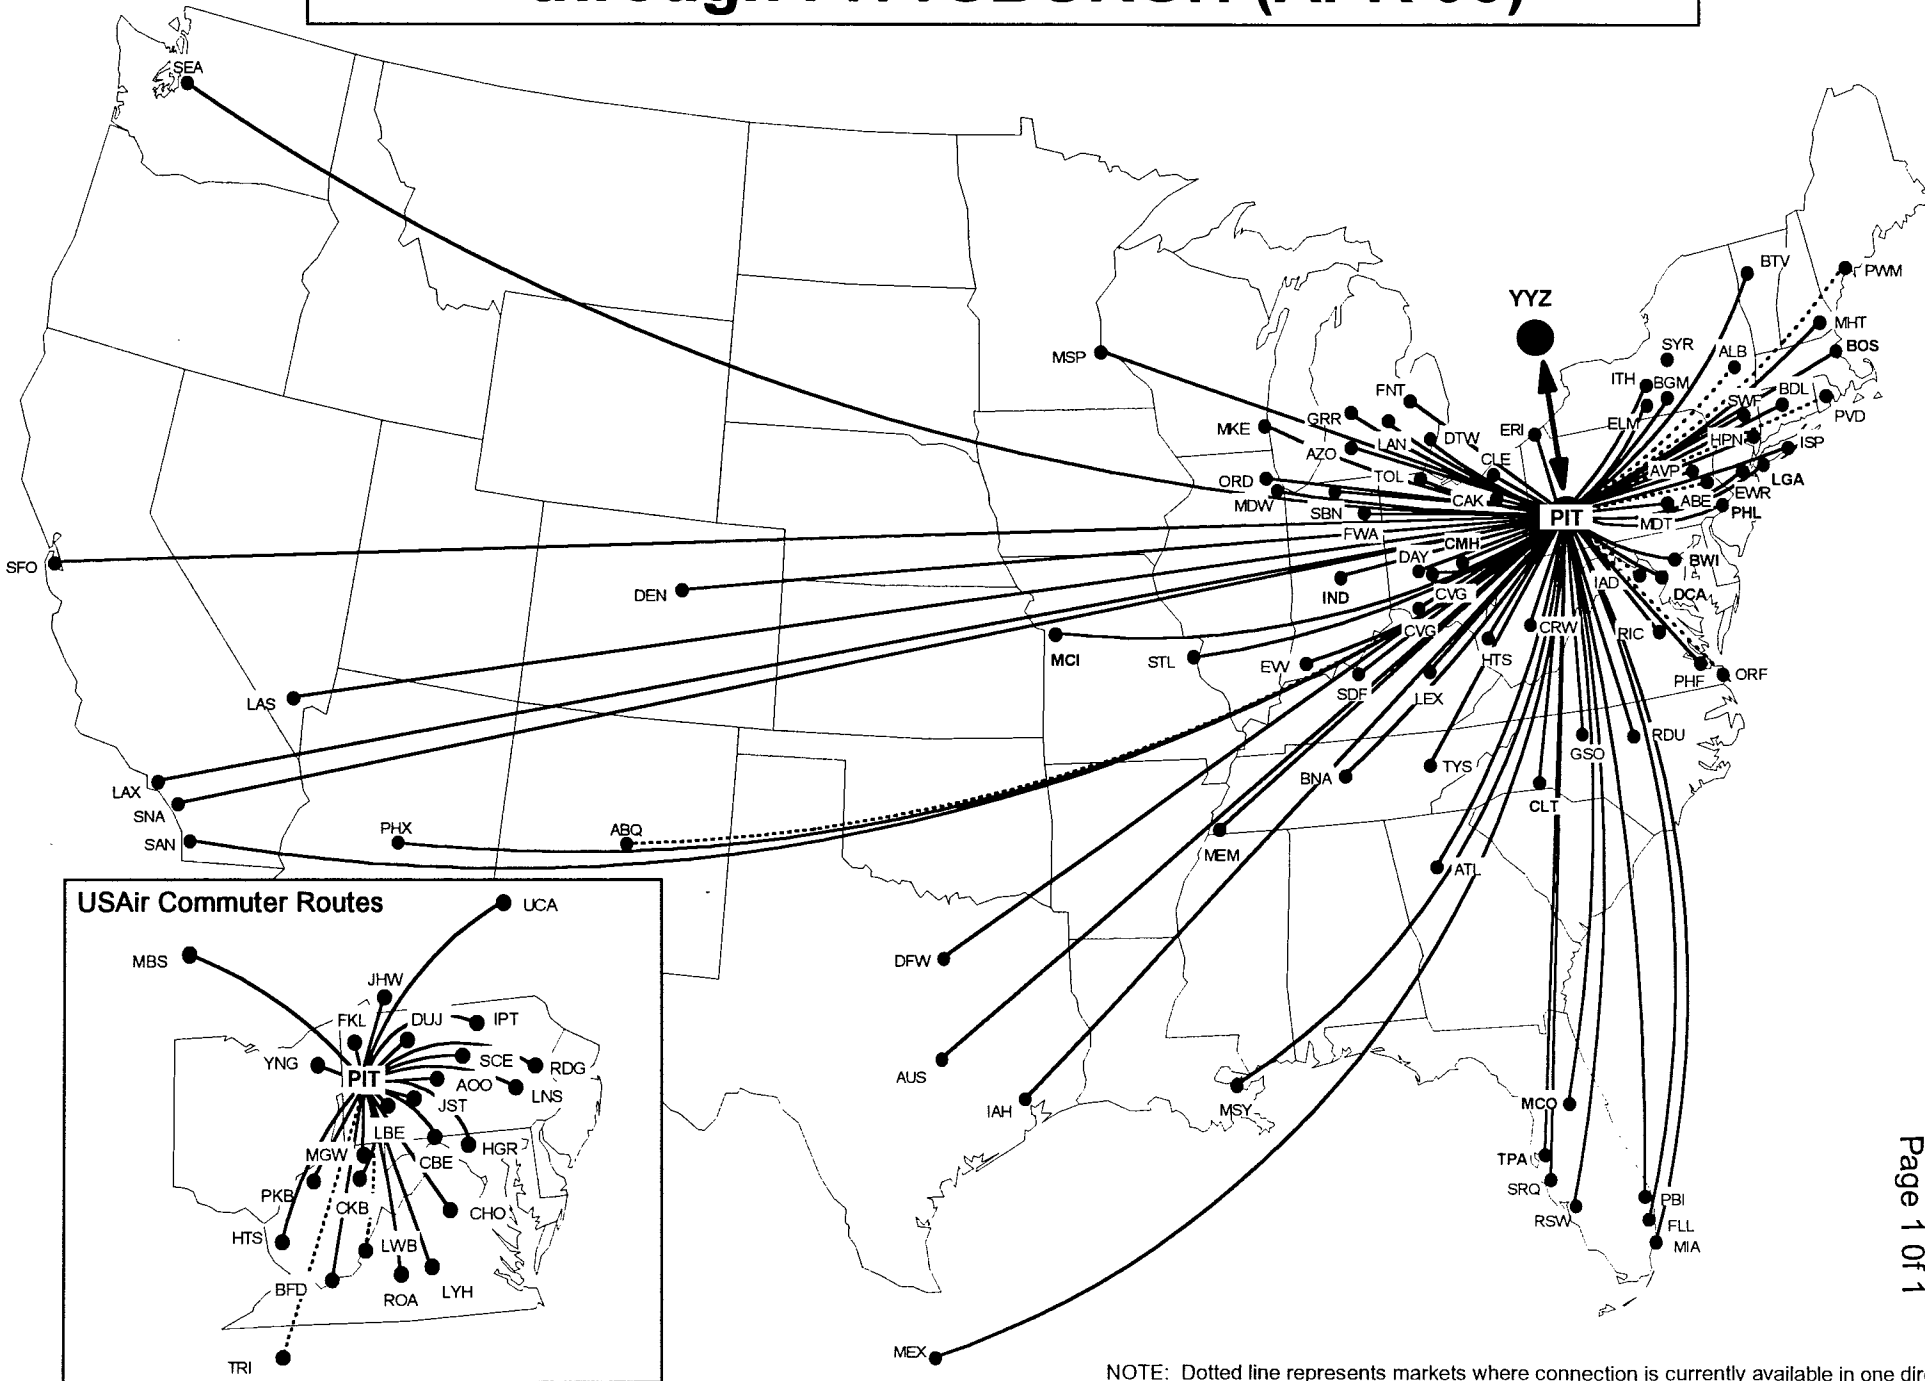 SEA
SFO
LAS
LAX
SNA
SAN
PHX
ABQ
DEN
MCI
STL
MSP
MKE
ORD
MDW
SBN
FWA
GRR
AZO
LAN
FNT
DTW
TOL
CLE
CAK
ERI
YYZ
PIT
DAY
CMH
IND
CVG
CVG
SDF
LEX
HTS
CRW
TYS
BNA
MEM
ATL
CLT
GSO
RDU
RIC
PHF
ORF
IAD
DCA
BWI
MDT
PHL
ABE
EWR
LGA
AVP
ISP
HPN
SWF
BDL
PVD
BOS
MHT
PWM
BTV
ALB
SYR
ITH
BGM
ELM
DFW
AUS
IAH
MSY
MEX
MCO
TPA
SRQ
RSW
PBI
FLL
MIA
USAir Commuter Routes
UCA
MBS
JHW
FKL
DUJ
IPT
YNG
PIT
SCE
RDG
AOO
LNS
JST
LBE
HGR
MGW
CBE
PKB
CKB
CHO
HTS
LWB
BFD
ROA
LYH
TRI
Page 1 of 1
NOTE: Dotted line represents markets where connection is currently available in one dir